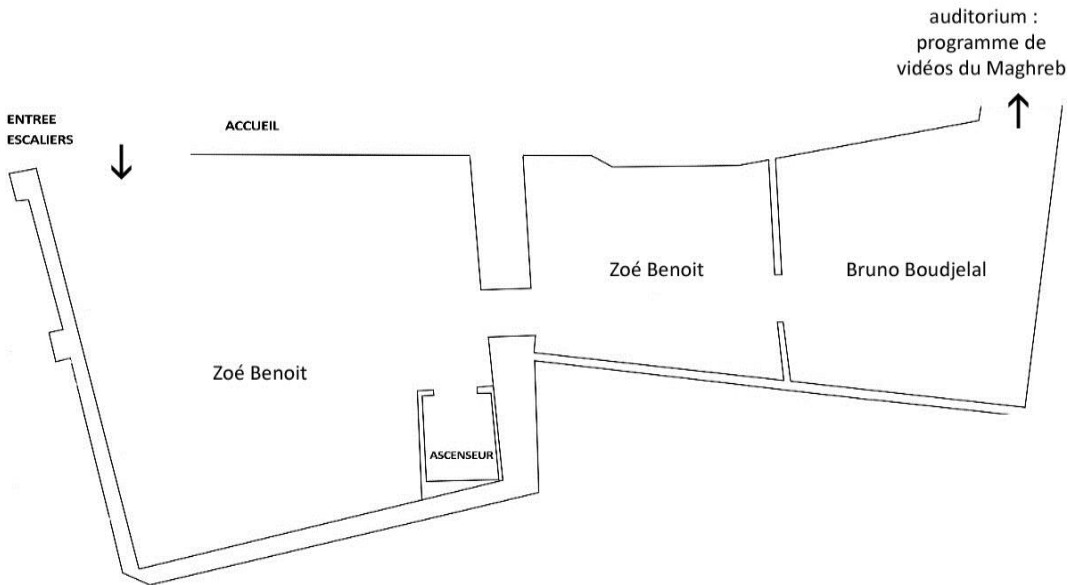 auditorium :
programme de
vidéos du Maghreb
ENTREE
ESCALIERS
ACCUEIL
Zoé Benoit
Bruno Boudjelal
Zoé Benoit
ASCENSEUR